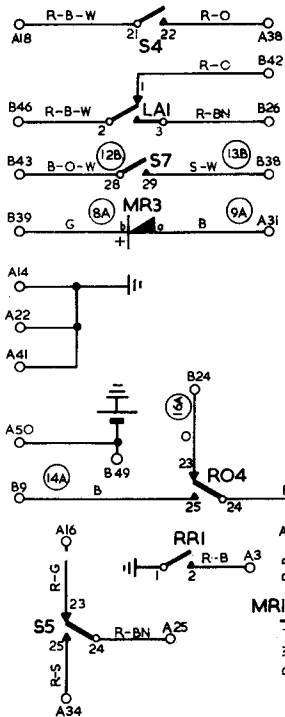 R-B-W R-O
A18 21 22 A38
S4
R-O B42
1
B46 R-B-W LA1 R-BN B26
2 3
12B S7 13B
B43 B-O-W S-W B38
28 29
8A MR3 9A
B39 G b a B A31
+
A14
A22
A41
B24
16A
A50
B49
23
RO4
14A
B9 B 25 24
A16
RR1
R-B A3
1 2
R-G
23
MR1
S5
24 R-BN A25
25
R-S
A34